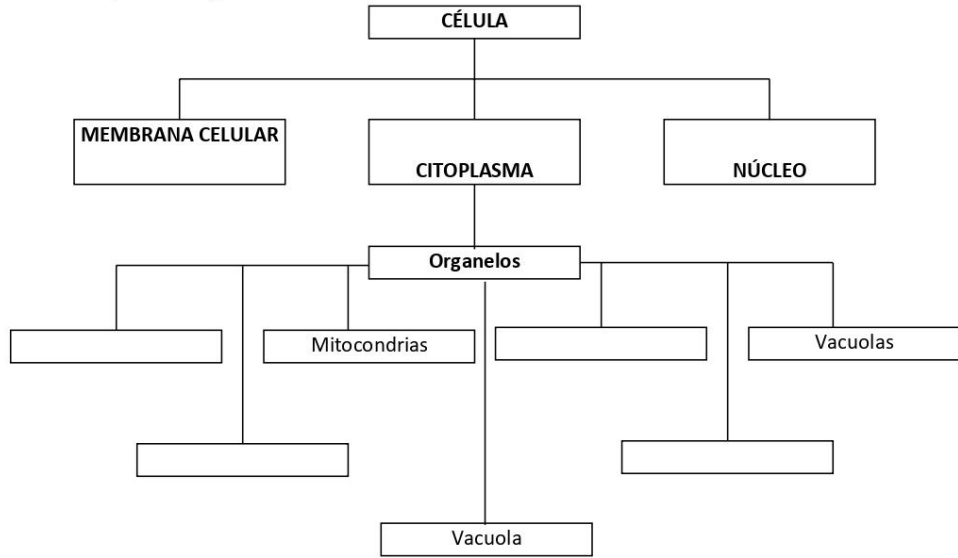 CÉLULA
MEMBRANA CELULAR
CITOPLASMA
NÚCLEO
Organelos
Mitocondrias
Vacuolas
Vacuola